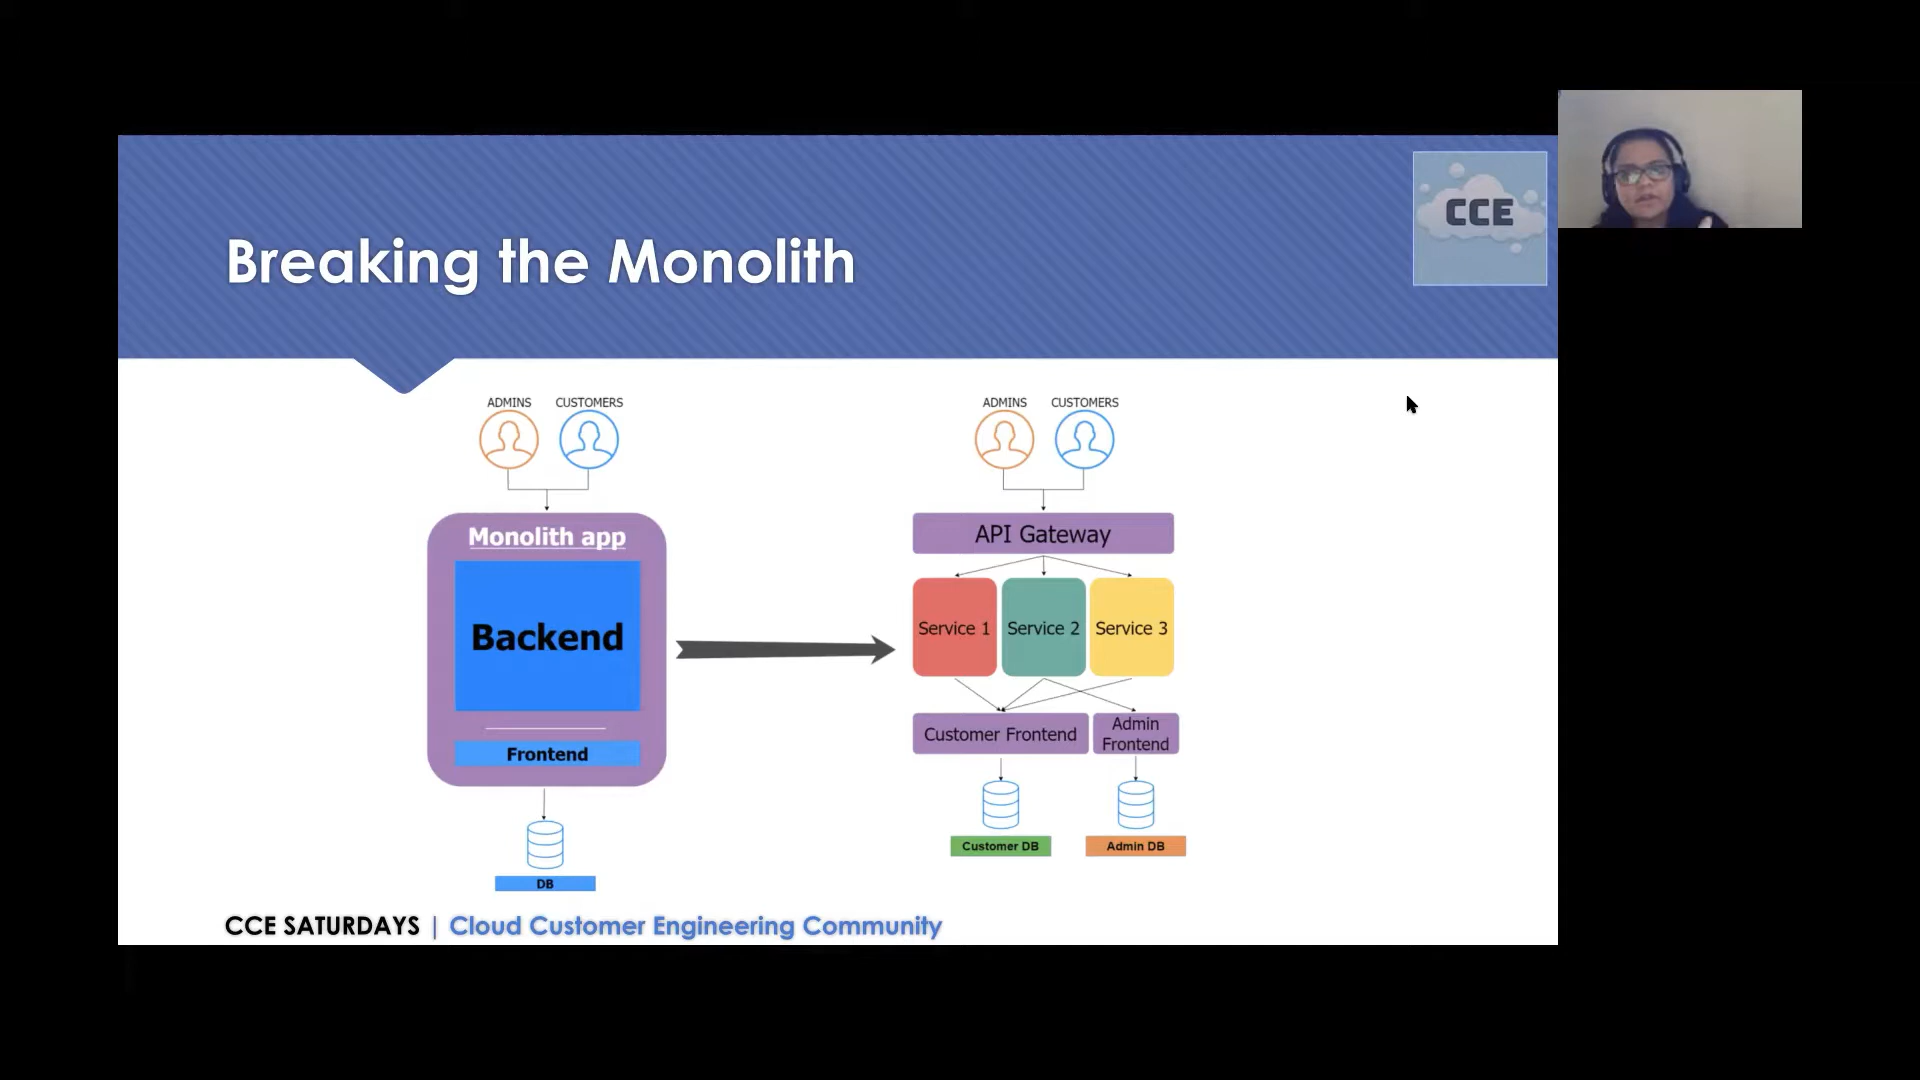 Breaking the Monolith
CCE
ADMINS CUSTOMERS
Monolith app
Backend
Frontend
DB
ADMINS CUSTOMERS
API Gateway
Service 1 Service 2 Service 3
Customer Frontend
Admin
Frontend
Customer DB Admin DB
CCE SATURDAYS | Cloud Customer Engineering Community